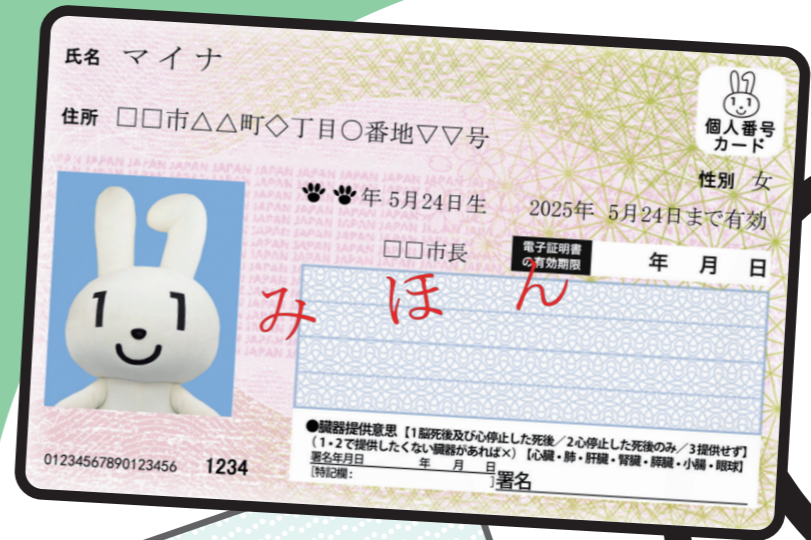 氏名 マイナ
住所 □□市△△町◇丁目〇番地▽▽号
個人番号
カード
性別 女
年 5月24日生
2025年 5月24日まで有効
□□市長
電子証明書
の有効期限
年 月 日
みほん
●臓器提供意思【1脳死後及び心停止した死後/2心停止した死後のみ/3提供せず】
(1・2で提供したくない臓器があれば×)【心臓・肺・肝臓・腎臓・膵臓・小腸・眼球】
署名年月日 年 月 日
[特記欄: ]署名
01234567890123456 1234